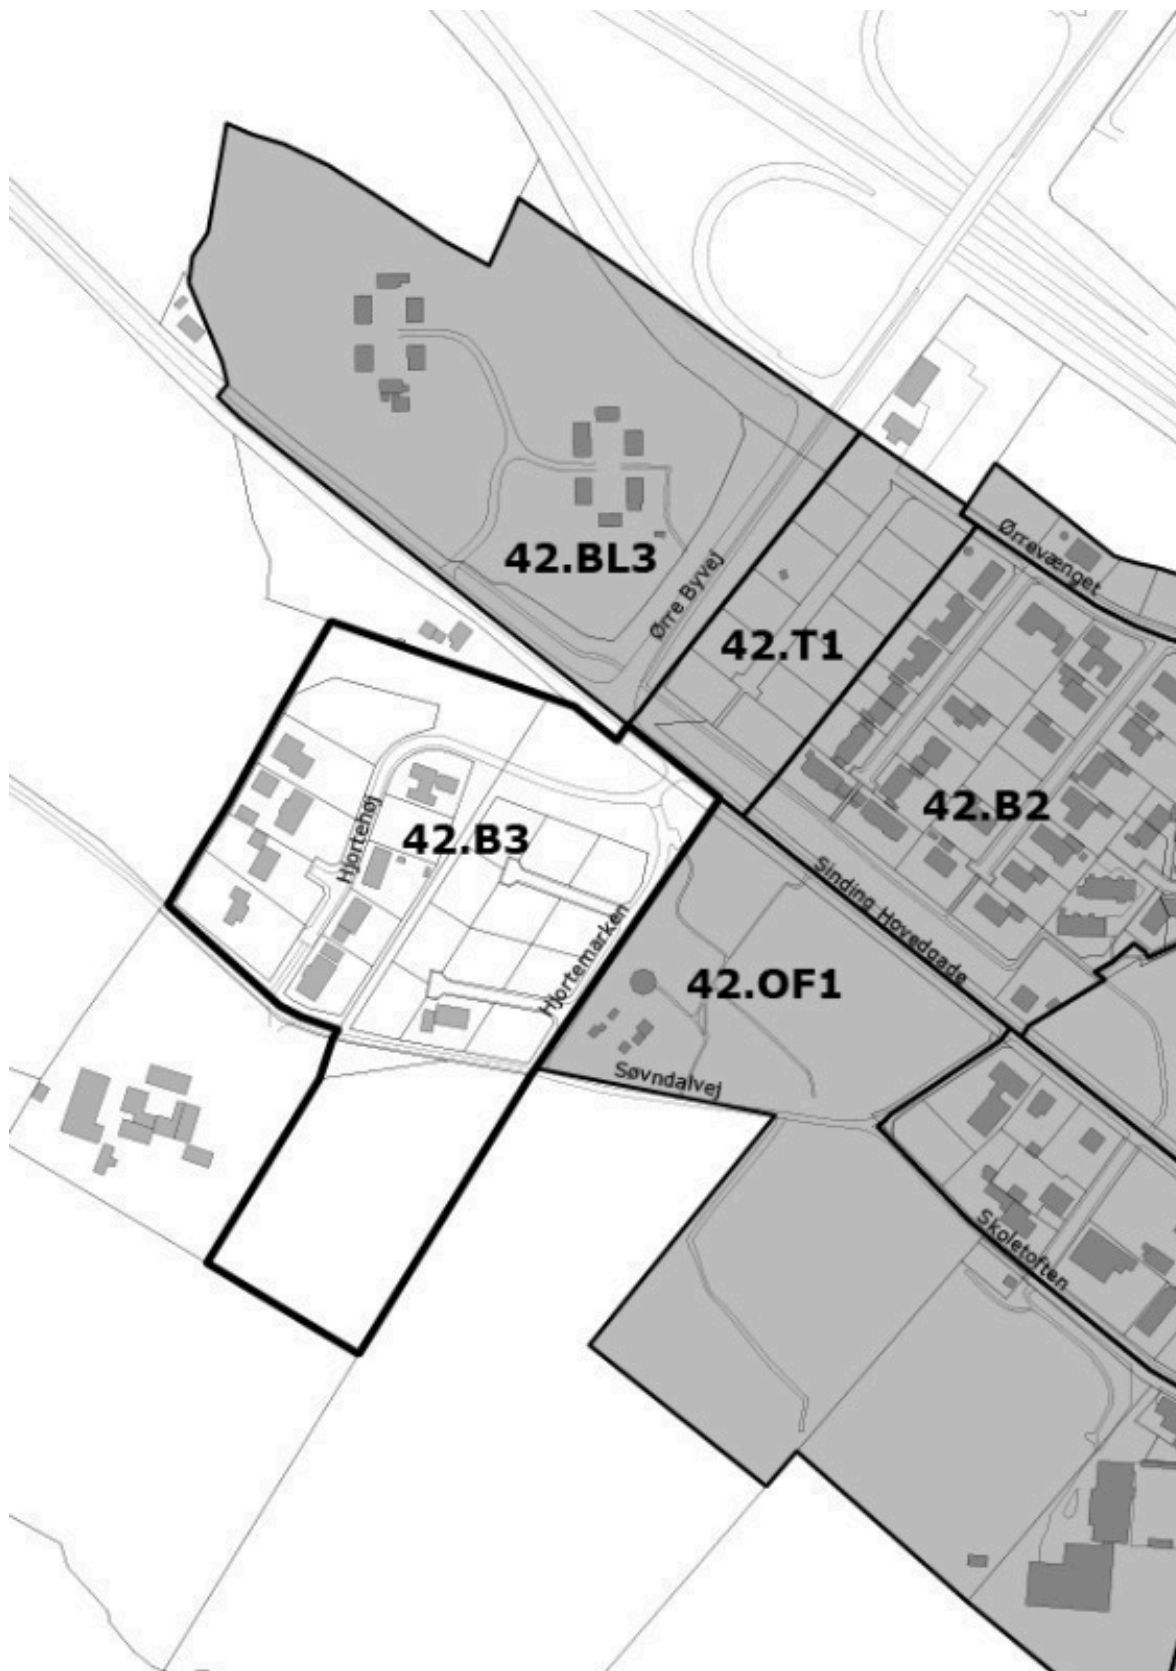 Ørrevænget
42.BL3
Ørre Byvej
42.T1
42.B2
42.B3
Hjortehøj
Sinding Hovedgade
Hjortemarken
42.OF1
Søvndalvej
Skoletoften